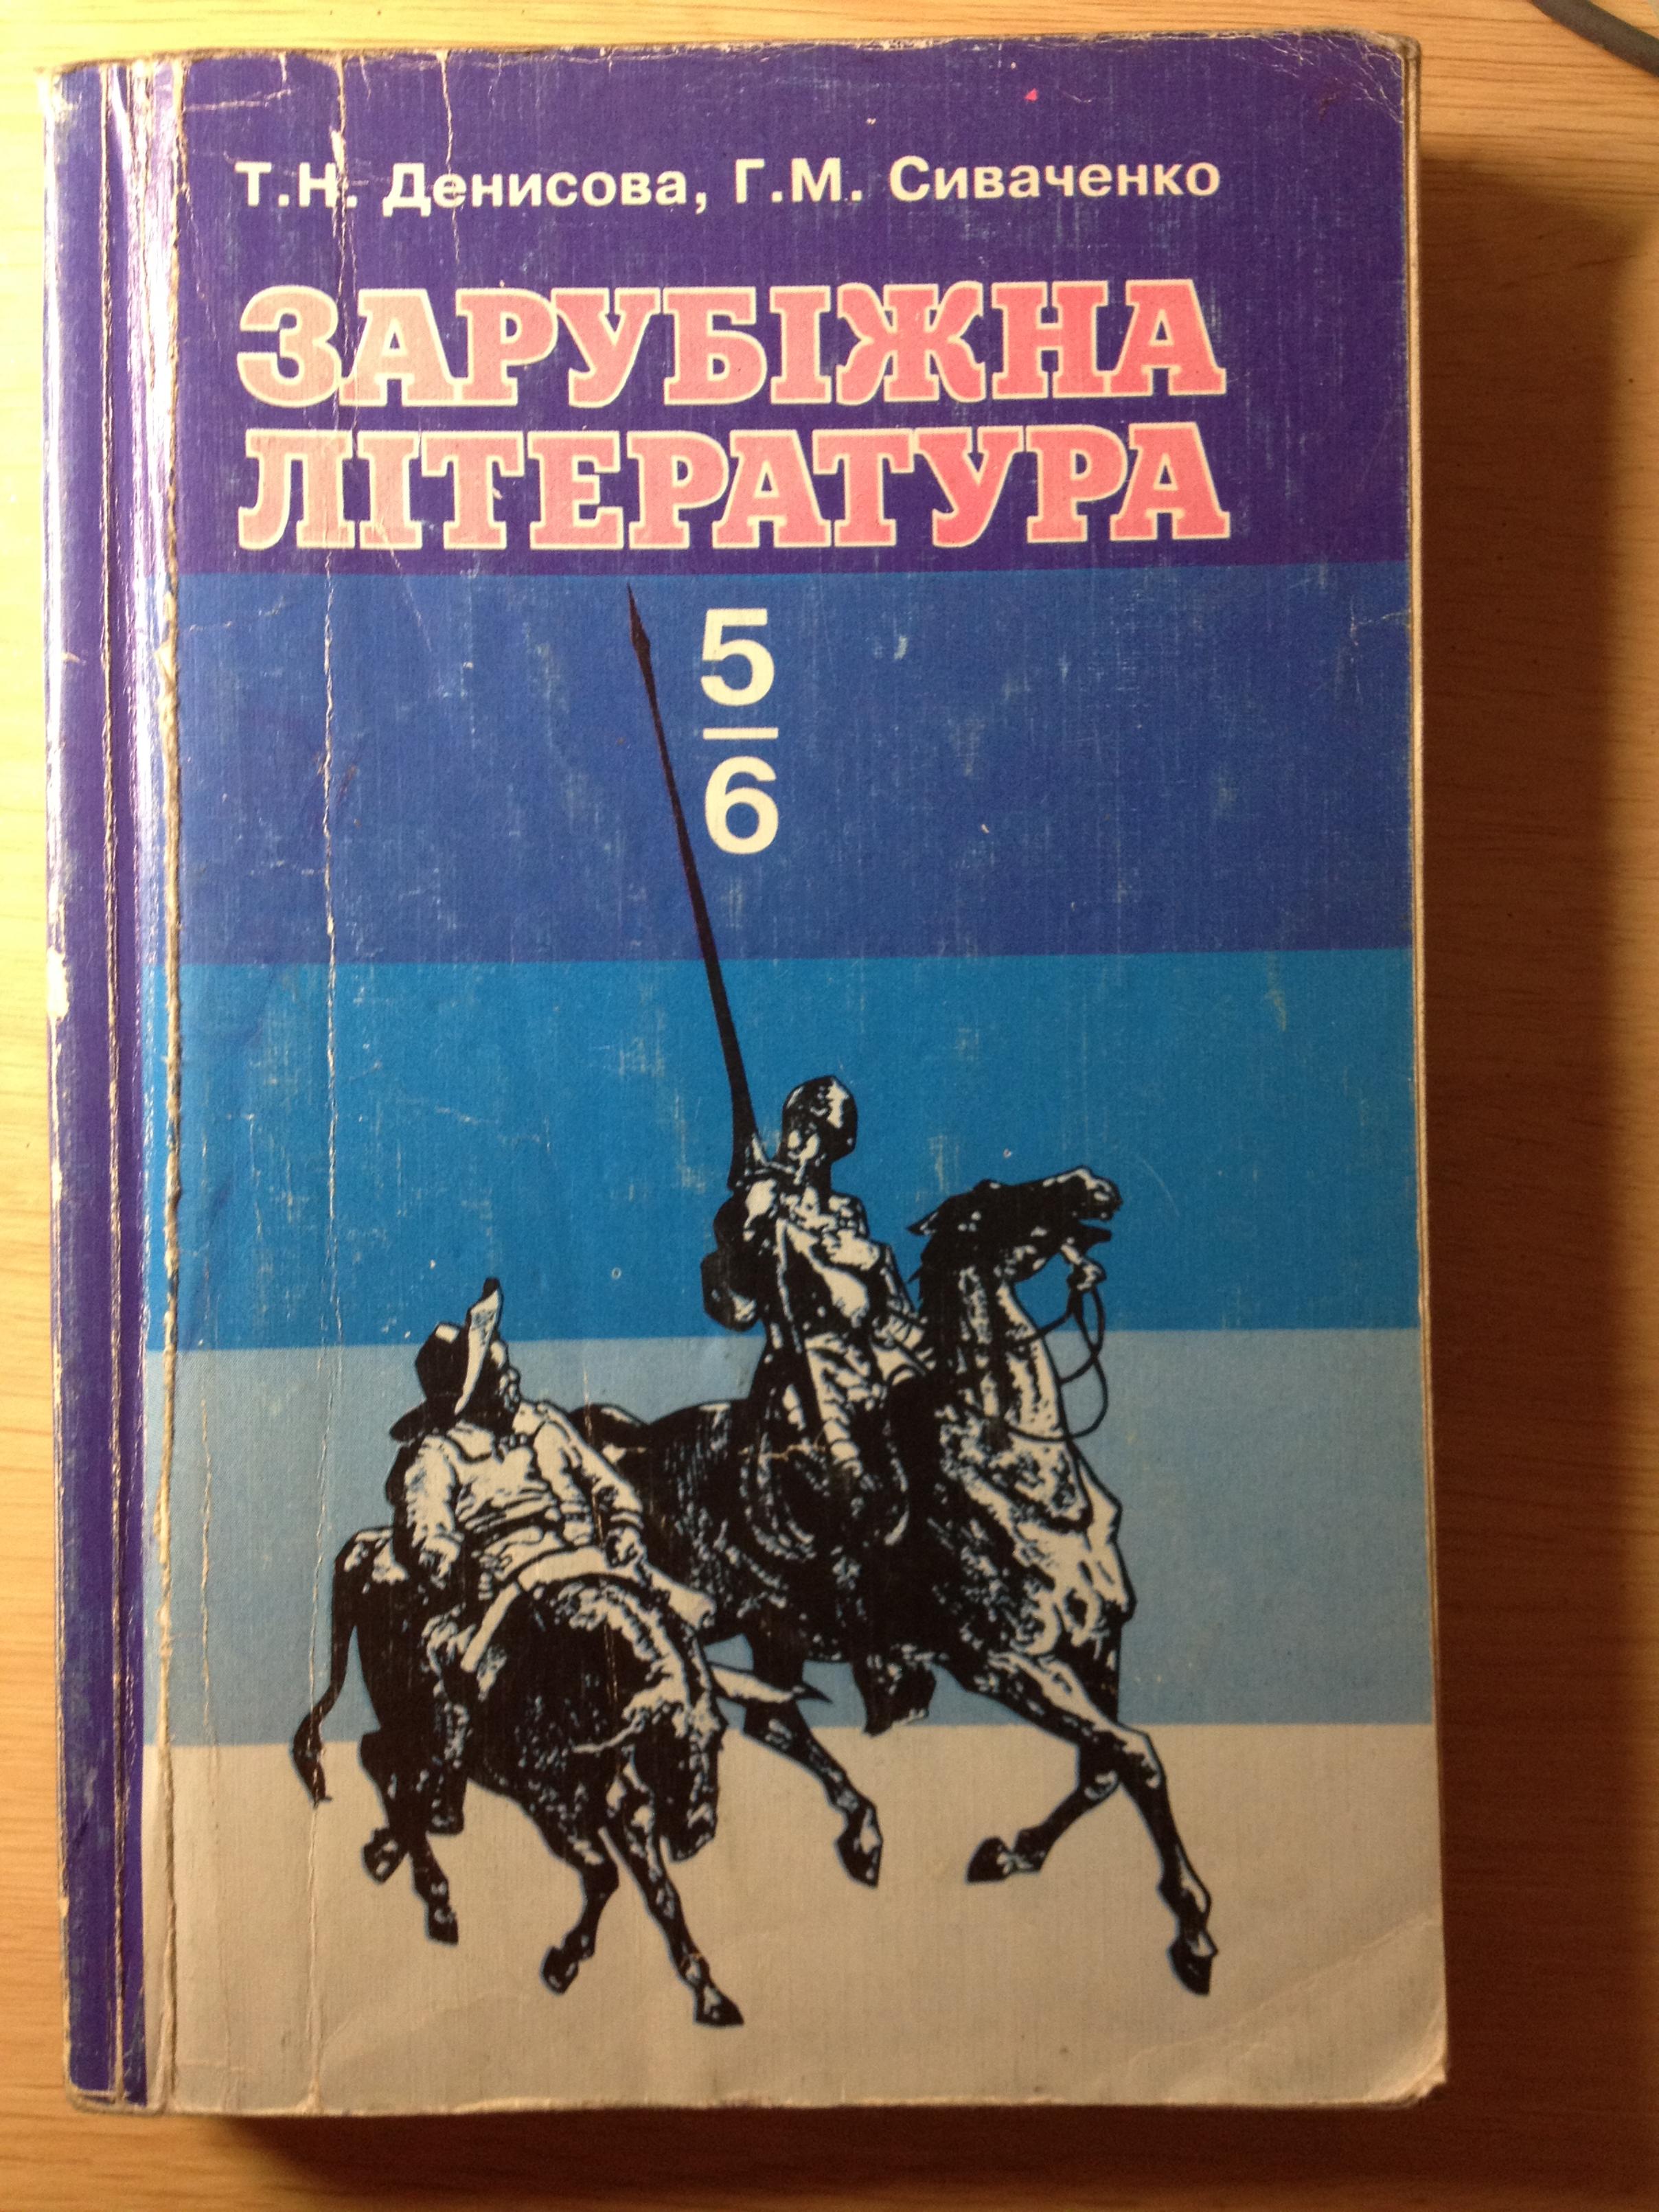 Т.Н. Денисова, Г.М. Сиваченко
ЗАРУБІЖНА
ЛІТЕРАТУРА
5
6